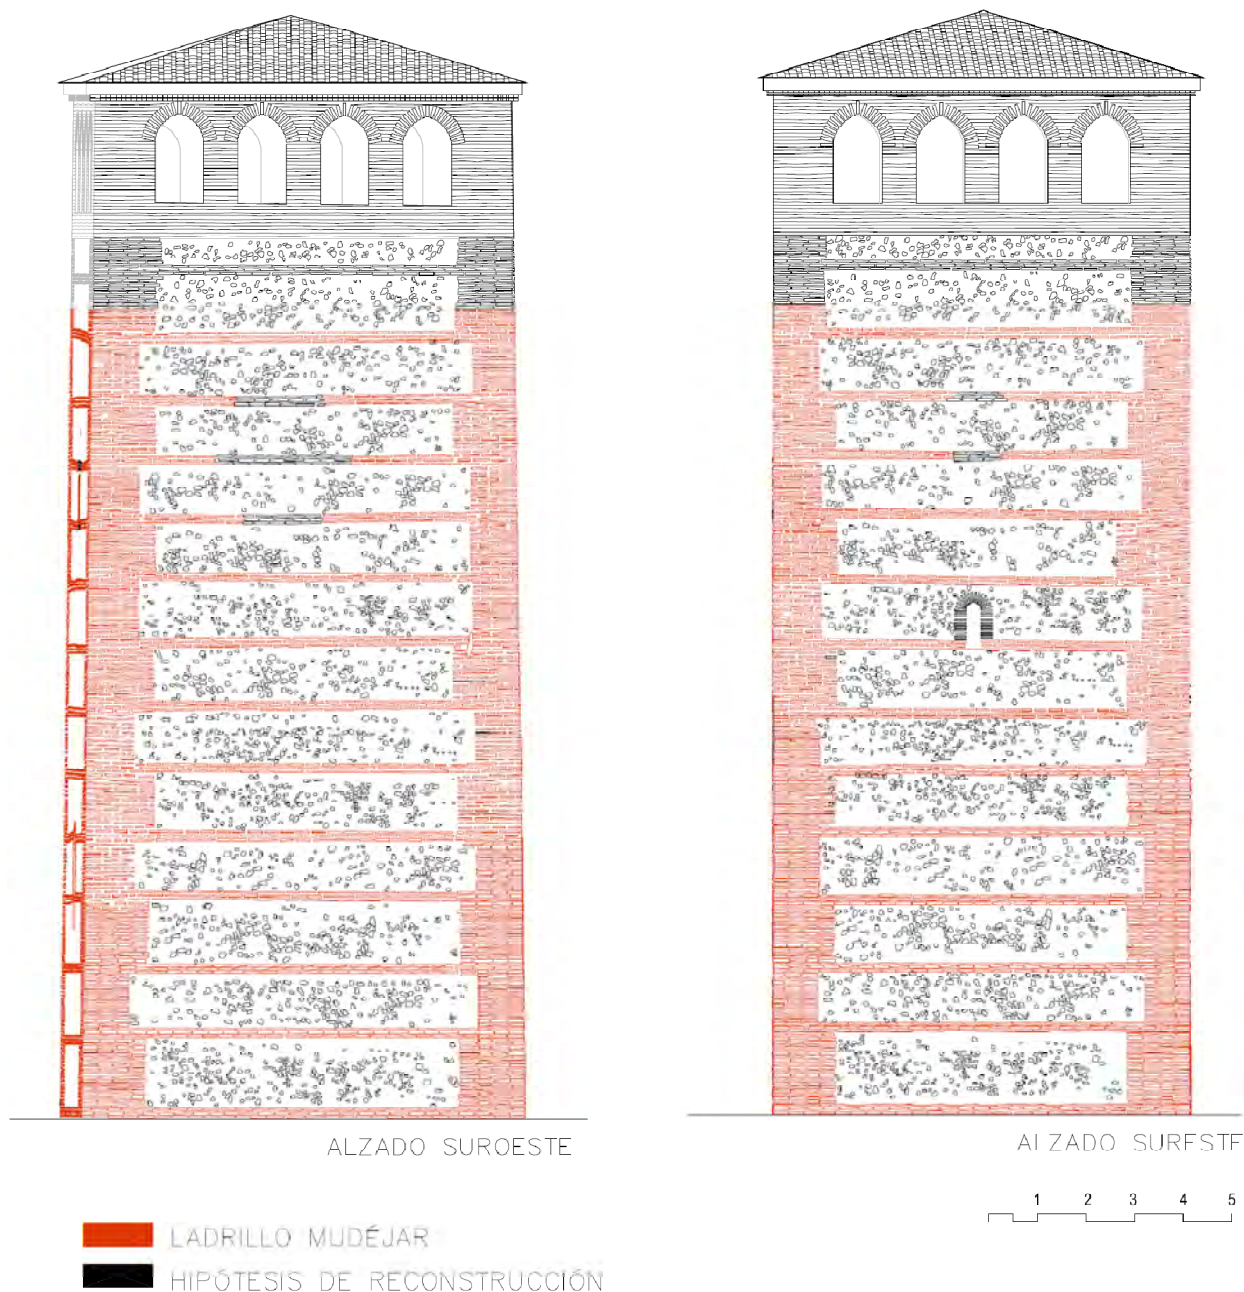 ALZADO SUROESTE
ALZADO SURESTE
1 2 3 4 5
LADRILLO MUDÉJAR
HIPÓTESIS DE RECONSTRUCCIÓN